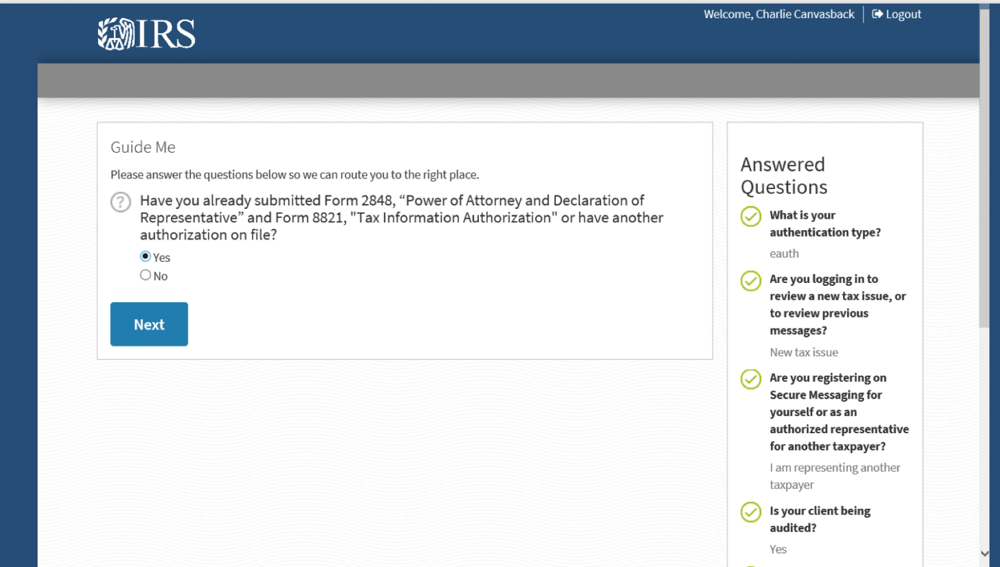 Welcome, Charlie Canvasback
Logout
IRS
Guide Me
Please answer the questions below so we can route you to the right place.
Have you already submitted Form 2848, “Power of Attorney and Declaration of
Representative” and Form 8821, "Tax Information Authorization" or have another
authorization on file?
Yes
No
Next
Answered
Questions
What is your
authentication type?
eauth
Are you logging in to
review a new tax issue, or
to review previous
messages?
New tax issue
Are you registering on
Secure Messaging for
yourself or as an
authorized representative
for another taxpayer?
I am representing another
taxpayer
Is your client being
audited?
Yes